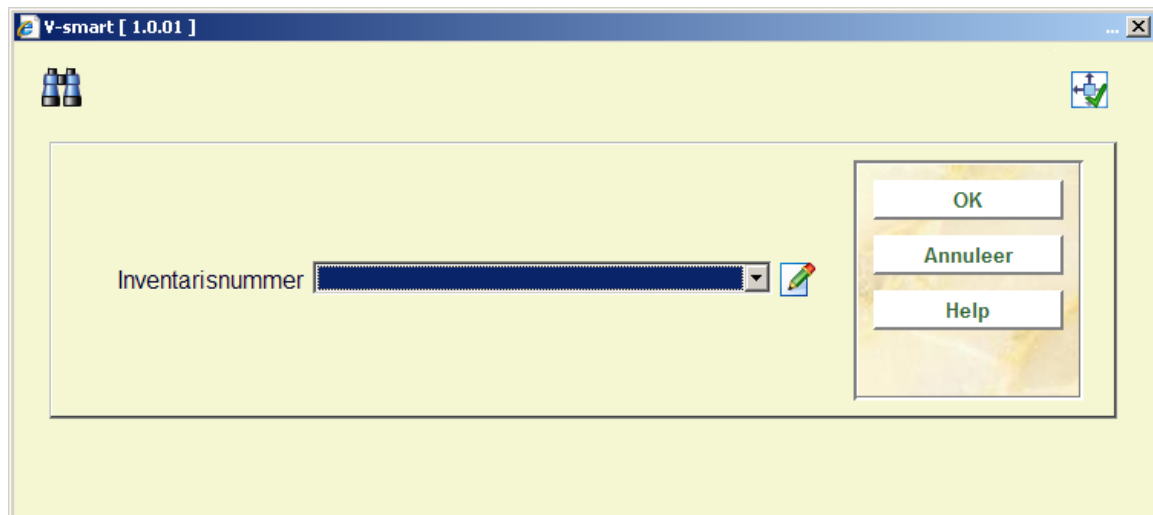 V-smart [ 1.0.01 ]
...
OK
Annuleer
Inventarisnummer
Help